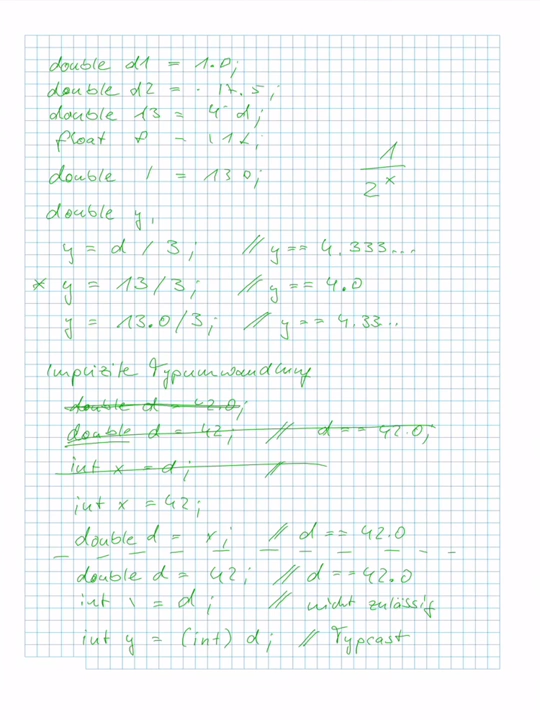 double d1 = 1.0;
double d2 = . 17.5;
double 13 = 4 d;
float f =
double / = 13 0;
1
2^x
double y,
y = d / 3; // y == 4.333...
* y = 13/3; // y == 4.0
y = 13.0/3; // y == 4.33..
Implizite Typumwandlung
double d = 42.0;
double d = 42; // d == 42.0;
int x = d; //
int x = 42;
double d = x; // d == 42.0
double d = 42; // d == 42.0
int \ = d; // nicht zulässig
int y = (int) d; // Typcast